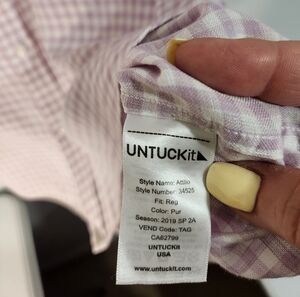 UNTUCKit
Style Name: Attilio
Style Number: 34525
Fit: Reg
Color: Pur
Season: 2019 SP 2A
VEND Code: TAG
CA62799
UNTUCKit
USA
www.untuckit.com